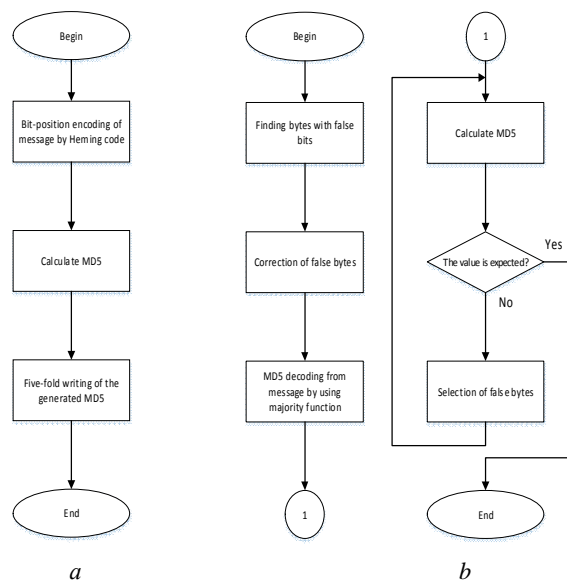 Begin
Bit-position encoding of
message by Heming code
Calculate MD5
Five-fold writing of the
generated MD5
End
a
Begin
Finding bytes with false
bits
Correction of false bytes
MD5 decoding from
message by using
majority function
1
1
Calculate MD5
The value is expected?
Yes
No
Selection of false bytes
End
b